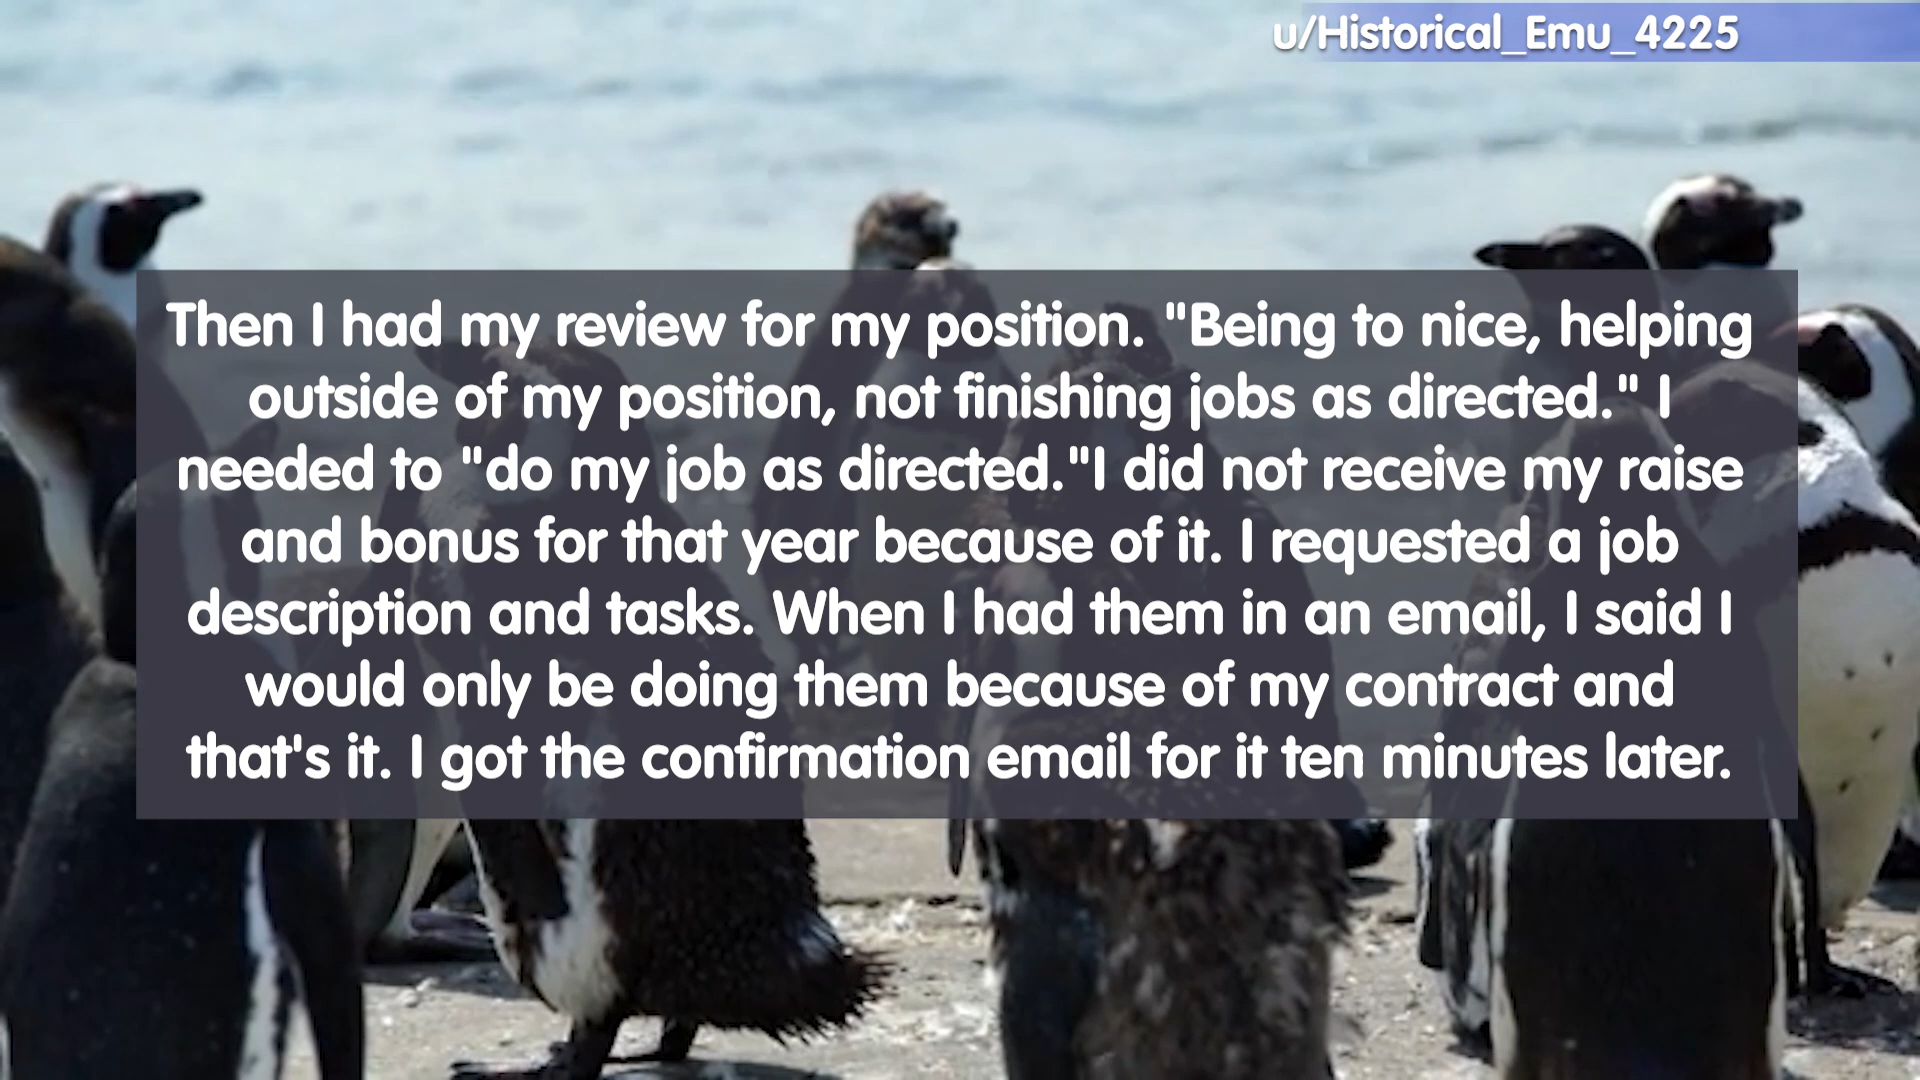 u/Historical_Emu_4225
Then I had my review for my position. "Being to nice, helping
outside of my position, not finishing jobs as directed." I
needed to "do my job as directed."I did not receive my raise
and bonus for that year because of it. I requested a job
description and tasks. When I had them in an email, I said I
would only be doing them because of my contract and
that's it. I got the confirmation email for it ten minutes later.